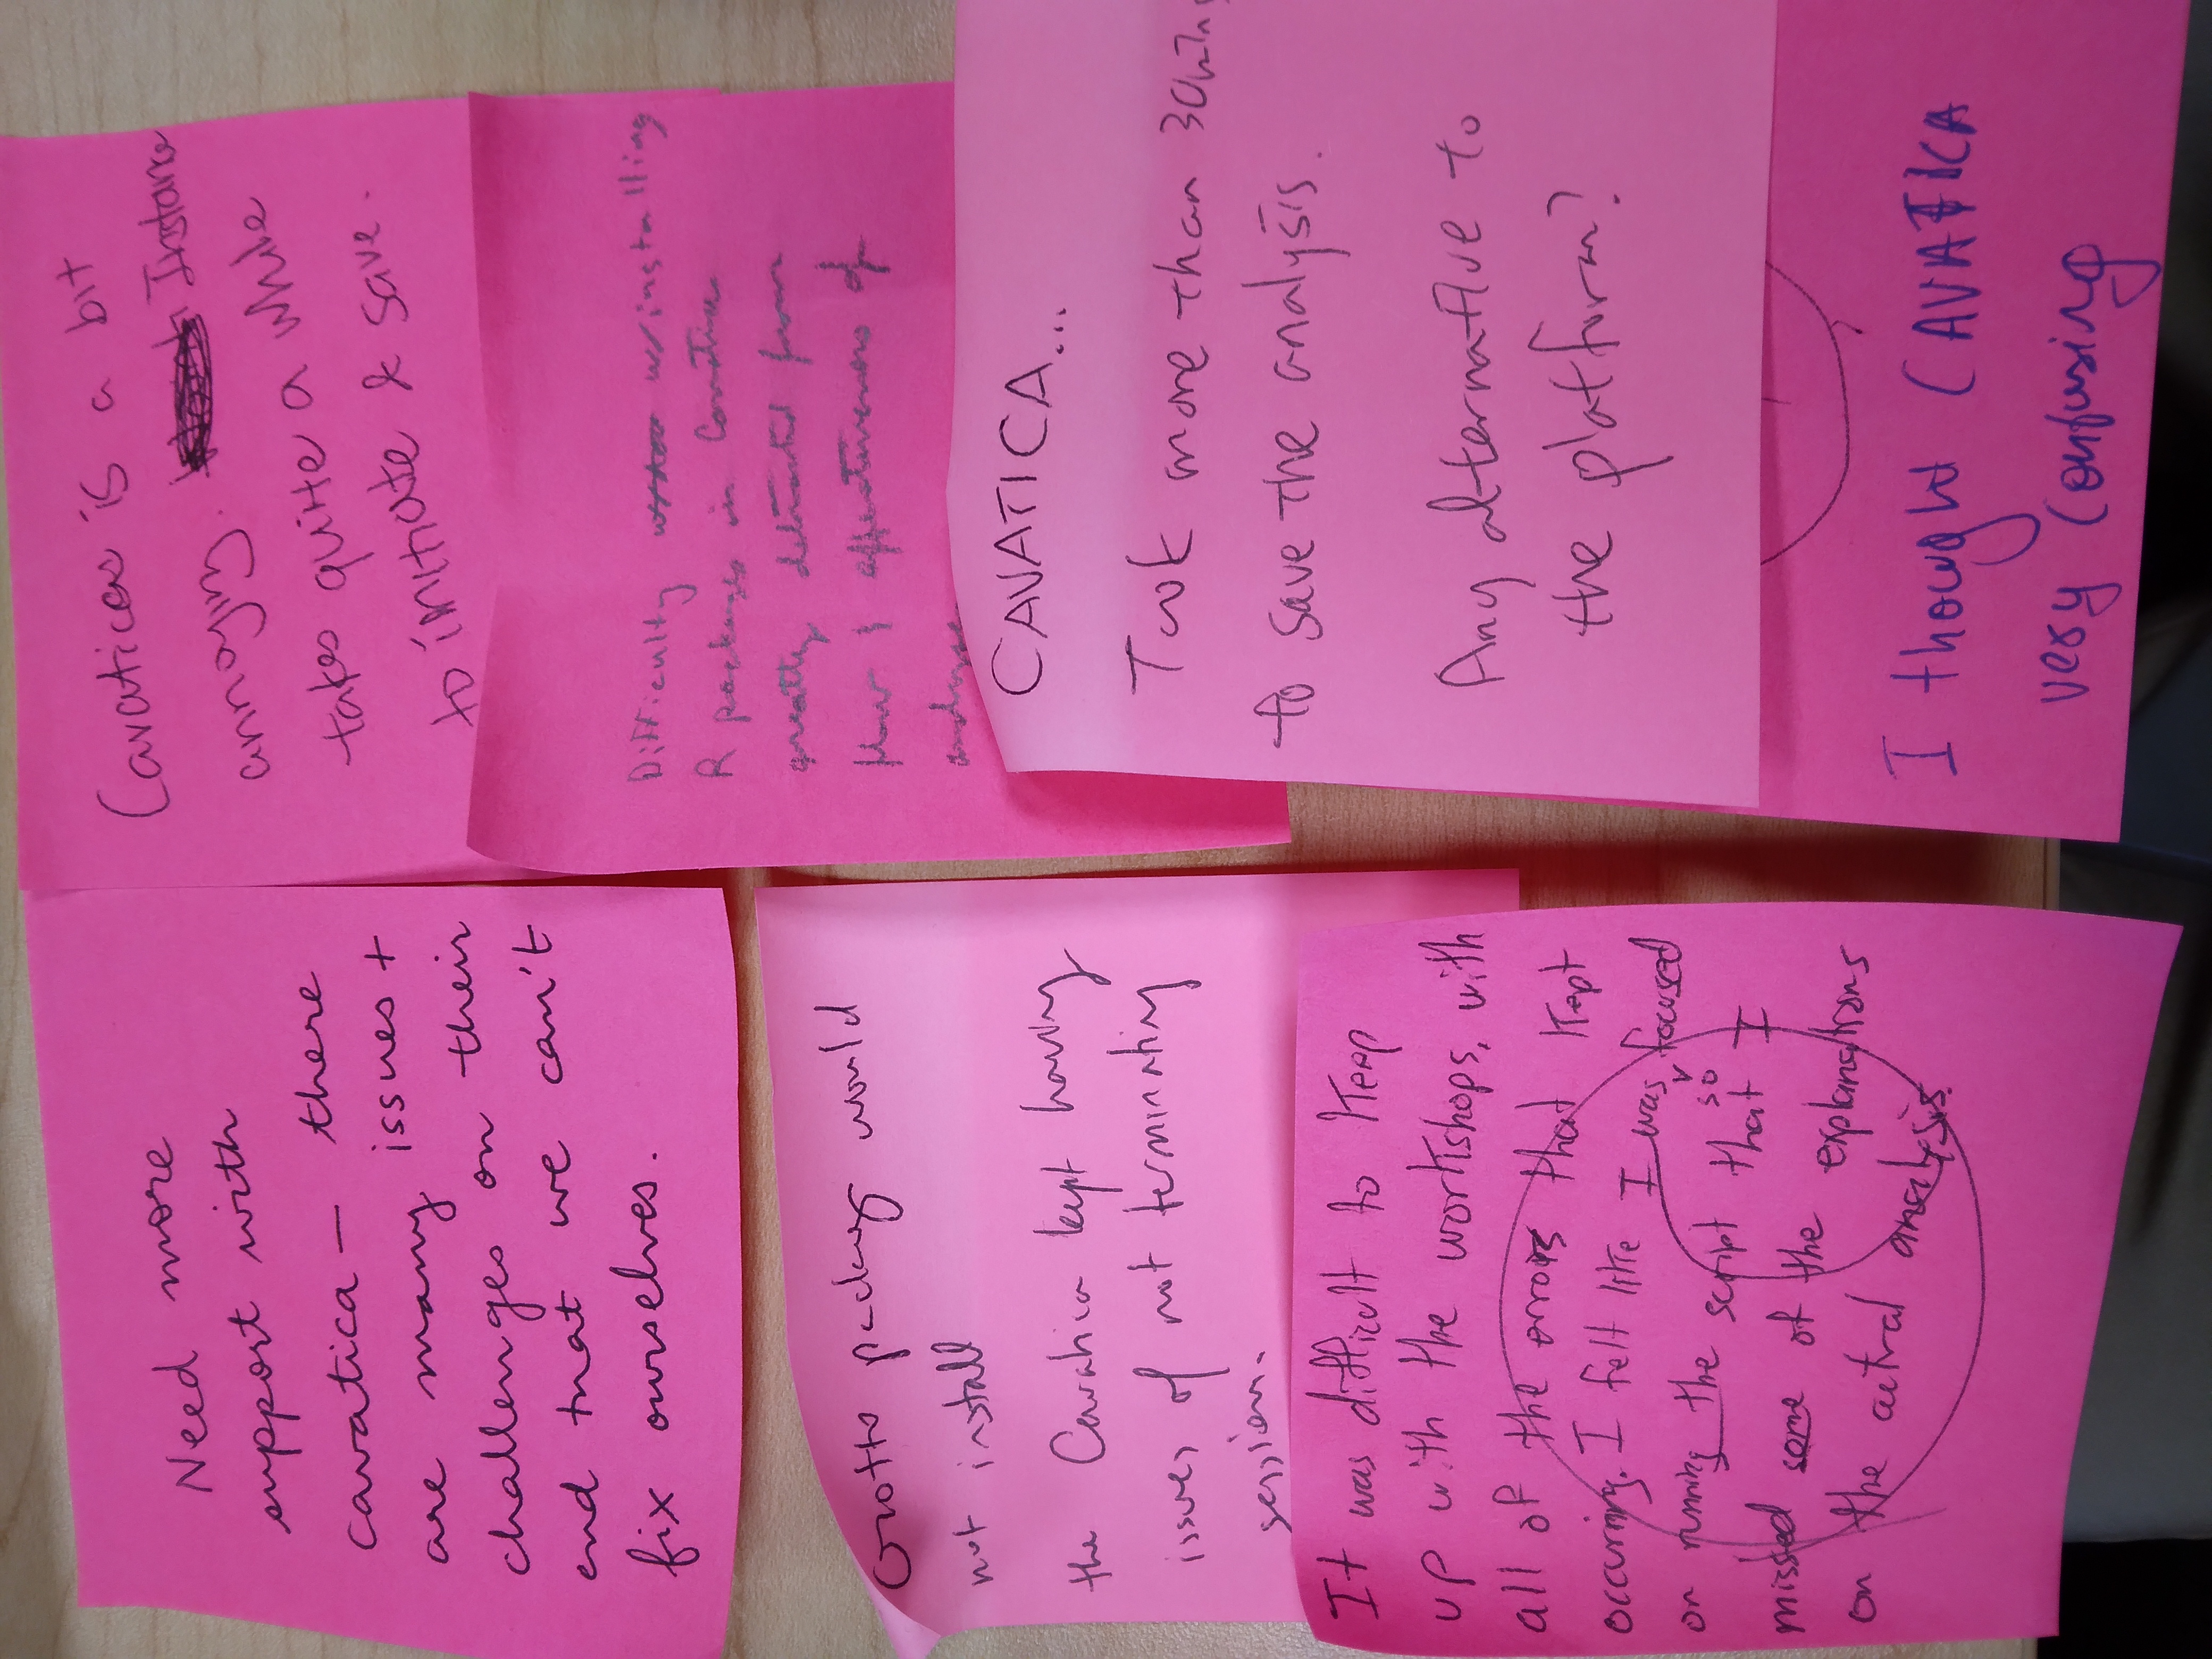 Need more
support with
cavatica — there
are many issues +
challenges on their
end that we can't
fix ourselves.
Cavaticas is a bit
annoying. Instance
takes quite a while
to initiate & save.
Difficulty w/installing
R packages in Cavatica
greatly detracted from
flow & effectiveness of
Grotto package would
not install
the Cavatica kept having
issues of not terminating
session.
CAVATICA...
Took more than 30mins
to save the analysis.
Any alternative to
the platform?
It was difficult to keep
up with the workshops, with
all of the errors that kept
occuring. I felt like I was so focused
on running the script that I
missed some of the explanations
on the actual analysis.
I thought CAVATICA
very confusing